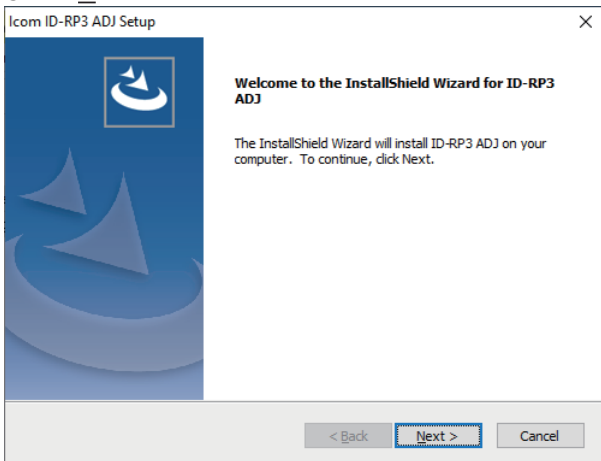 Icom ID-RP3 ADJ Setup
Welcome to the InstallShield Wizard for ID-RP3
ADJ
The InstallShield Wizard will install ID-RP3 ADJ on your
computer. To continue, click Next.
< Back
Next >
Cancel